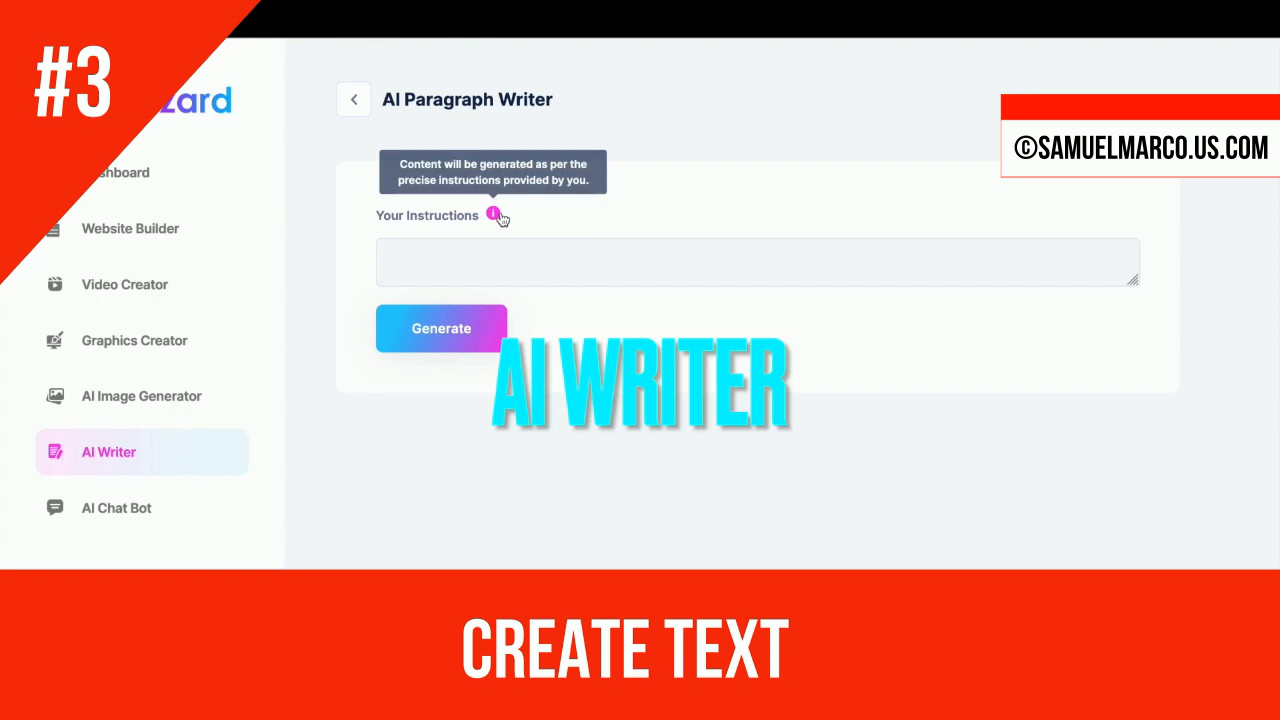 #3
zard
©SAMUELMARCO.US.COM
AI Paragraph Writer
Content will be generated as per the
precise instructions provided by you.
Your Instructions
i
Generate
shboard
Website Builder
Video Creator
Graphics Creator
AI Image Generator
AI Writer
AI Chat Bot
AI WRITER
CREATE TEXT